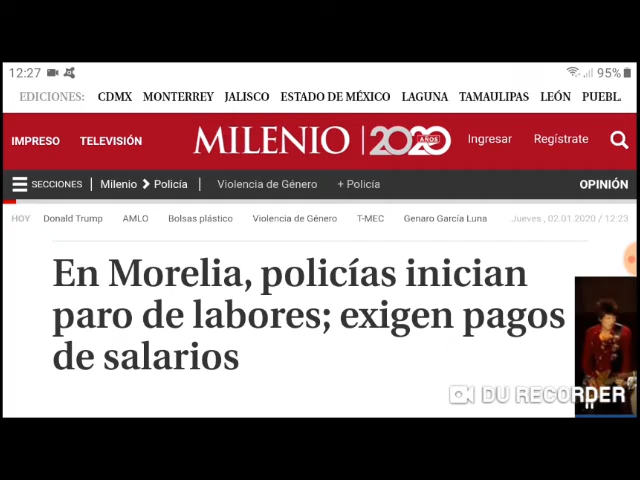 12:27 95%
EDICIONES: CDMX MONTERREY JALISCO ESTADO DE MÉXICO LAGUNA TAMAULIPAS LEÓN PUEBL
IMPRESO TELEVISIÓN MILENIO 2020 AÑOS Ingresar Regístrate
SECCIONES Milenio > Policía Violencia de Género + Policía OPINIÓN
HOY Donald Trump AMLO Bolsas plástico Violencia de Género T-MEC Genaro García Luna Jueves , 02.01.2020 / 12:23
En Morelia, policías inician
paro de labores; exigen pagos
de salarios
DU RECORDER